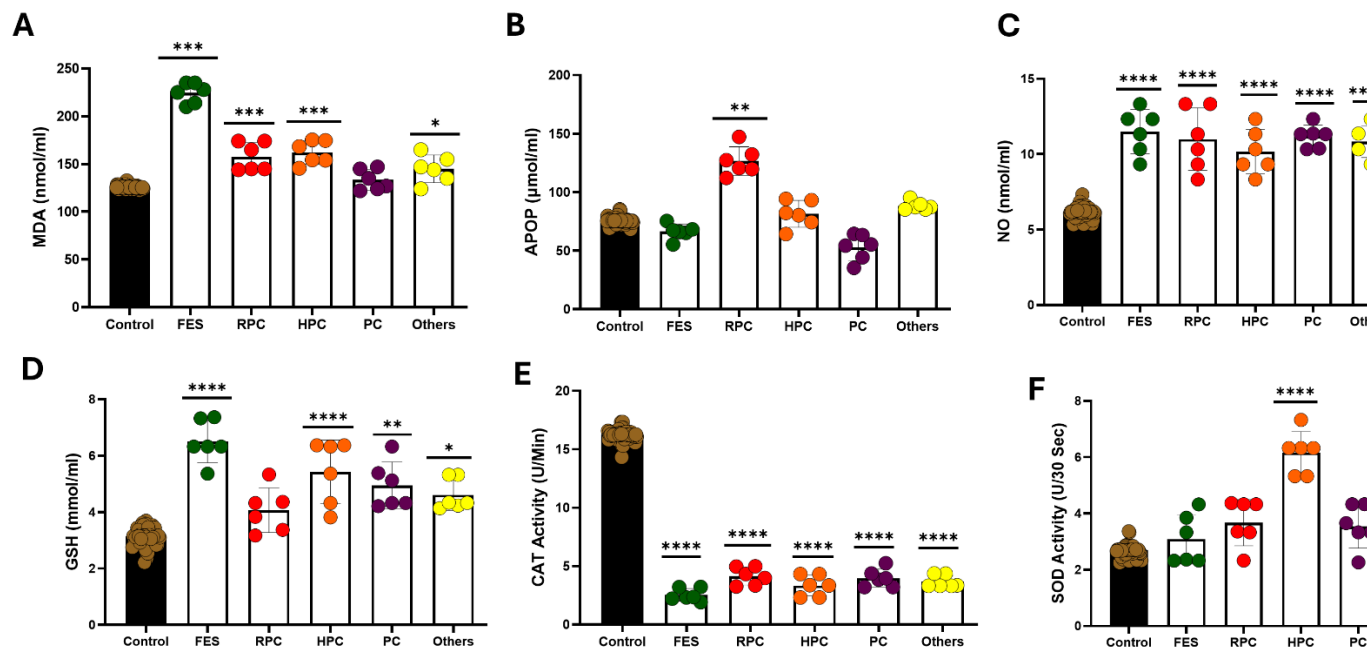 A
MDA (nmol/ml)
250
200
150
100
50
0
***
***
***
*
Control FES RPC HPC PC Others
B
APOP (µmol/ml)
200
150
100
50
0
**
Control FES RPC HPC PC Others
C
NO (nmol/ml)
15
10
5
0
****
****
****
****
Control FES RPC HPC PC
D
GSH (mmol/ml)
8
6
4
2
0
****
****
**
*
Control FES RPC HPC PC Others
E
CAT Activity (U/Min)
20
15
10
5
0
****
****
****
****
****
Control FES RPC HPC PC Others
F
SOD Activity (U/30 Sec)
8
6
4
2
0
****
Control FES RPC HPC PC